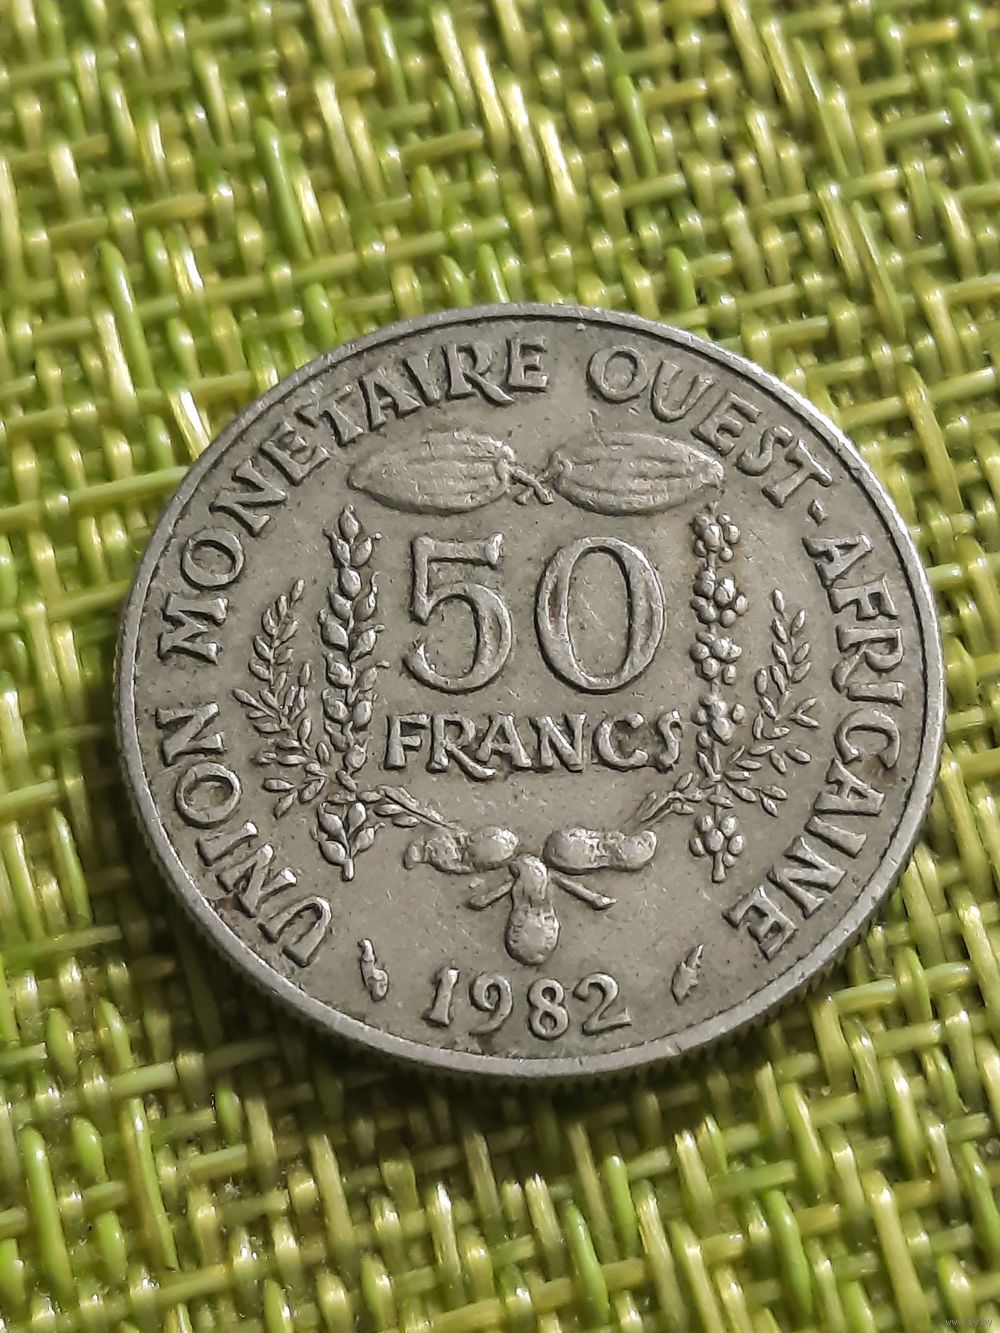 UNION MONETAIRE OUEST-AFRICAINE
50
FRANCS
1982